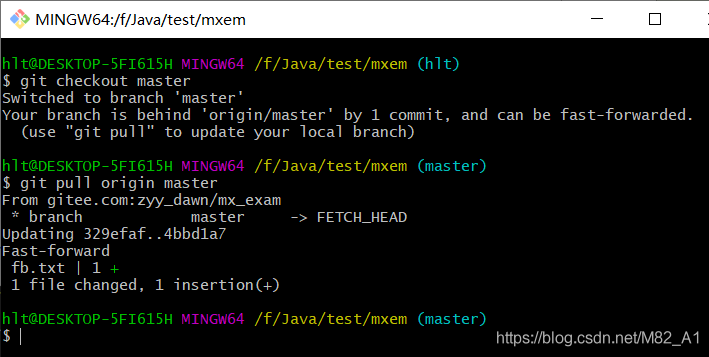 MINGW64:/f/Java/test/mxem
hlt@DESKTOP-5FI615H MINGW64 /f/Java/test/mxem (hlt)
$ git checkout master
Switched to branch 'master'
Your branch is behind 'origin/master' by 1 commit, and can be fast-forwarded.
  (use "git pull" to update your local branch)
hlt@DESKTOP-5FI615H MINGW64 /f/Java/test/mxem (master)
$ git pull origin master
From gitee.com:zyy_dawn/mx_exam
 * branch            master     -> FETCH_HEAD
Updating 329efaf..4bbd1a7
Fast-forward
 fb.txt | 1 +
 1 file changed, 1 insertion(+)
hlt@DESKTOP-5FI615H MINGW64 /f/Java/test/mxem (master)
$
https://blog.csdn.net/M82_A1